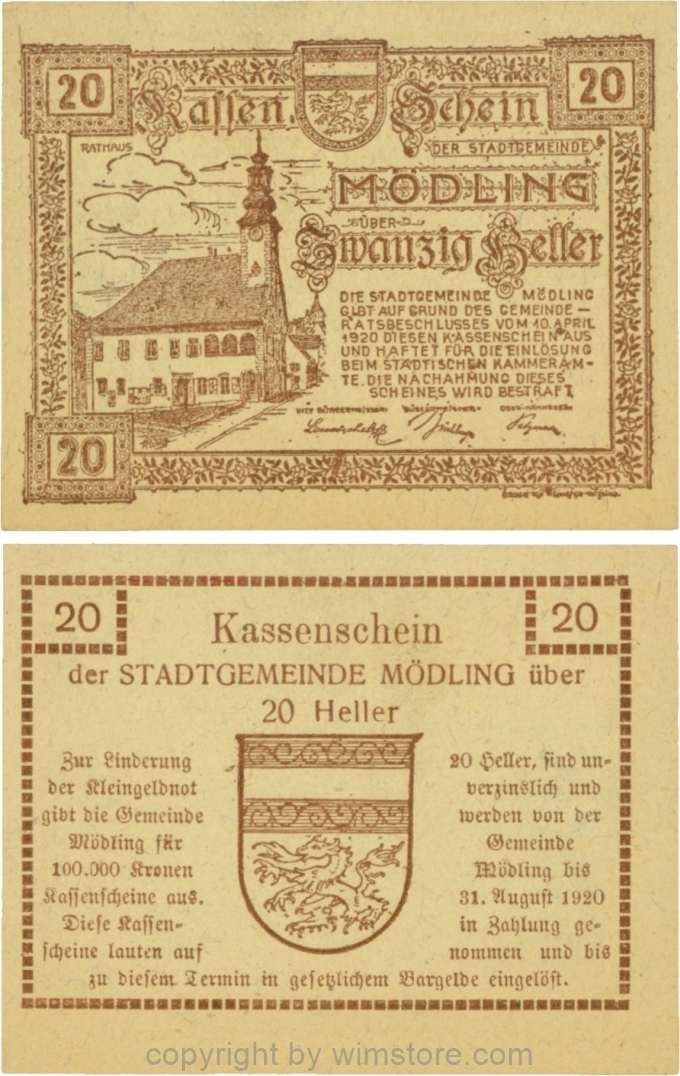 20
Kassen
Schein
20
RATHAUS
DER STADTGEMEINDE
MÖDLING
ÜBER
Zwanzig Heller
DIE STADTGEMEINDE MÖDLING
GIBT AUF GRUND DES GEMEINDE-
RATSBESCHLUSSES VOM 10. APRIL
1920 DIESEN KASSENSCHEIN AUS
UND HAFTET FÜR DIE EINLÖSUNG
BEIM STÄDTISCHEN KAMMERAM-
TE. DIE NACHAHMUNG DIESES
SCHEINES WIRD BESTRAFT
VIZEBÜRGERMEISTER BÜRGERMEISTER
20
20
20
Kassenschein
der STADTGEMEINDE MÖDLING über
20 Heller
Zur Linderung
der Kleingeldnot
gibt die Gemeinde
Mödling für
100.000 Kronen
Kassenscheine aus.
Diese Kassen-
scheine lauten auf
20 Heller, sind un-
verzinslich und
werden von der
Gemeinde
Mödling bis
31. August 1920
in Zahlung ge-
nommen und bis
zu diesem Termin in gesetzlichem Bargelde eingelöst.
copyright by wimstore.com